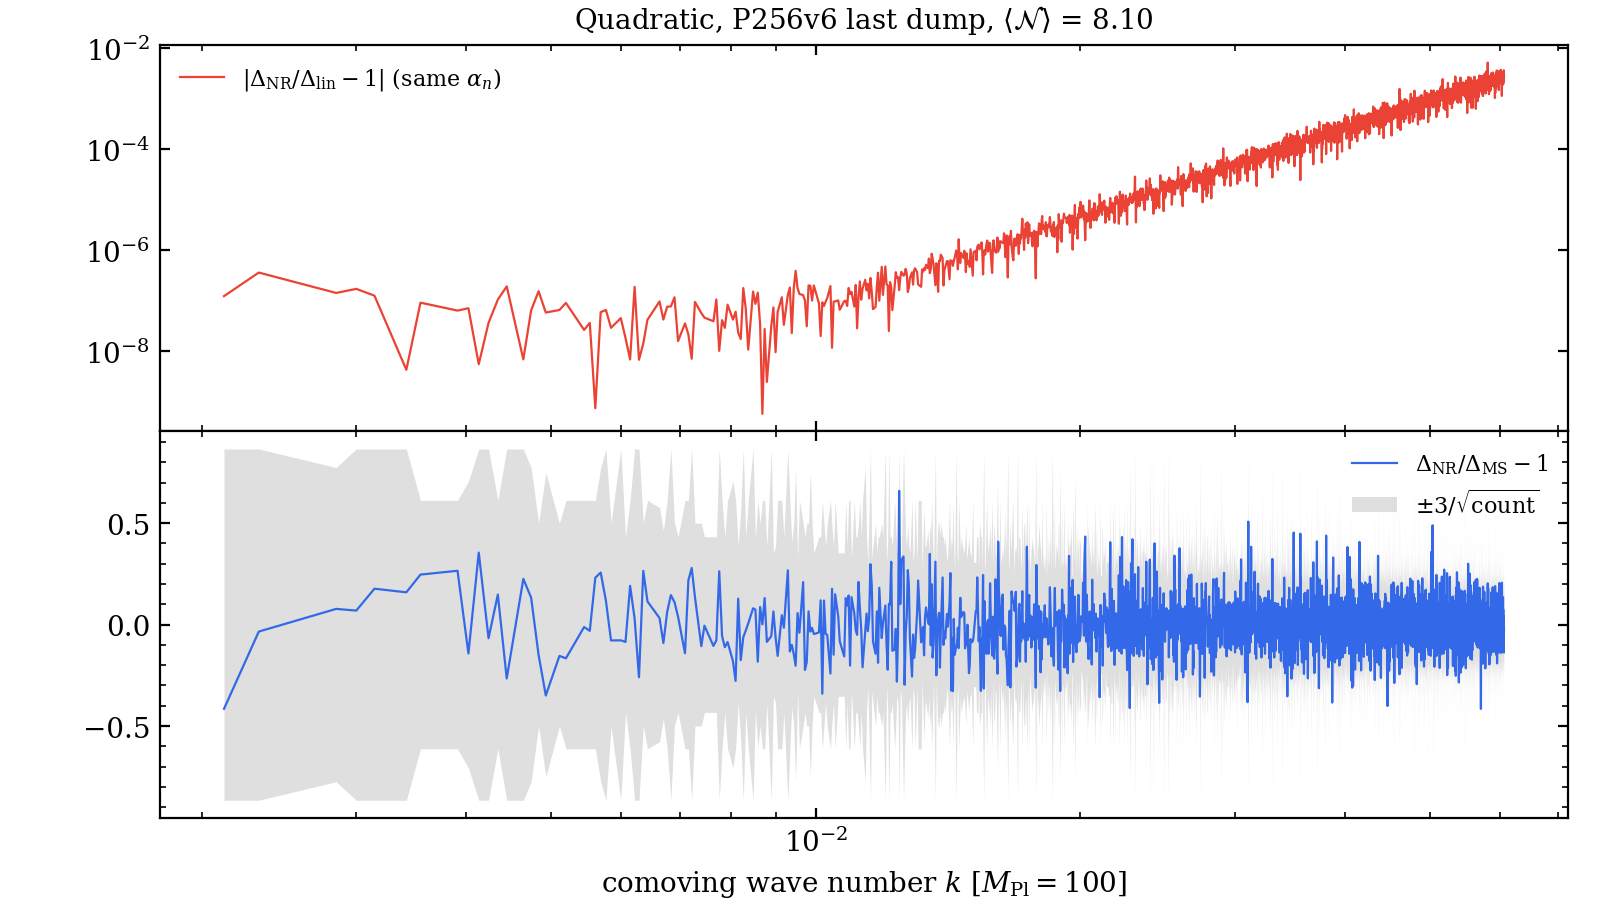 Quadratic, P256v6 last dump, ⟨𝒩⟩ = 8.10
10⁻²
|Δ_NR/Δ_lin − 1| (same α_n)
10⁻⁴
10⁻⁶
10⁻⁸
Δ_NR/Δ_MS − 1
±3/√count
0.5
0.0
−0.5
10⁻²
comoving wave number k [M_Pl = 100]